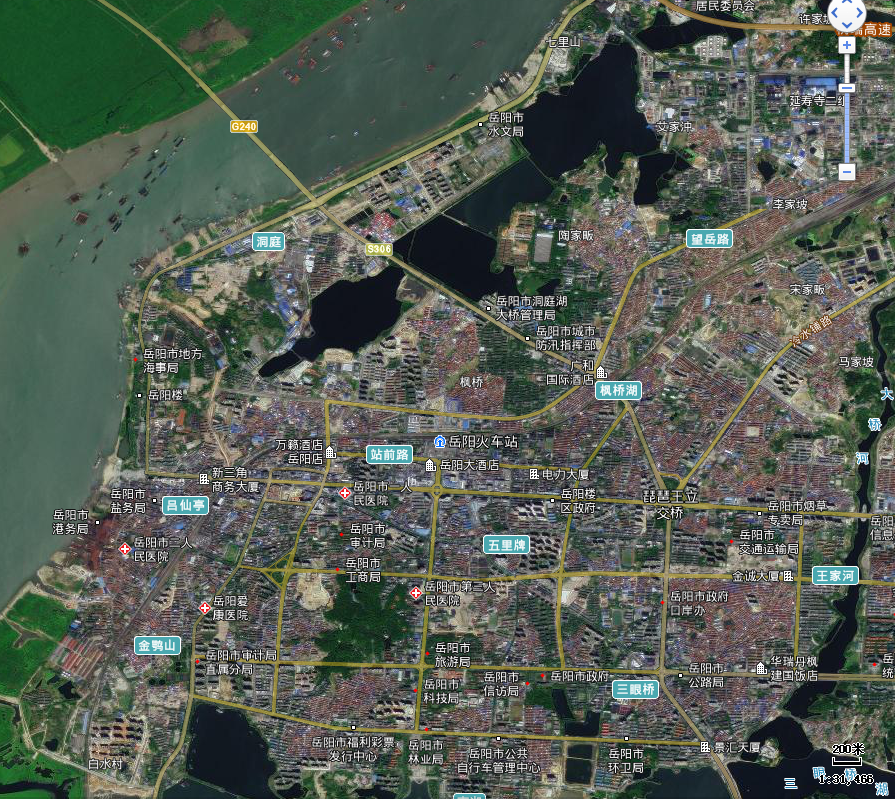 居民委员会
许家
高速
七里山
延寿寺二组
G240
岳阳市
水文局
艾家冲
李家坡
洞庭
S306
陶家畈
望岳路
宋家畈
岳阳市洞庭湖
大桥管理局
冷水铺路
岳阳市城市
防汛指挥部
岳阳市地方
海事局
广和
国际酒店
马家坡
枫桥
枫桥湖
岳阳楼
大
桥
河
万籁酒店
岳阳店
岳阳火车站
站前路
岳阳大酒店
新三角
商务大厦
电力大厦
岳阳市一人
民医院
岳阳市
盐务局
吕仙亭
岳阳楼
区政府
琵琶王立
交桥
岳阳市烟草
专卖局
岳阳市
港务局
岳阳
信息
岳阳市
审计局
岳阳市二人
民医院
五里牌
岳阳市
交通运输局
岳阳市
工商局
金诚大厦
王家河
岳阳市第二人
民医院
岳阳爱
康医院
岳阳市政府
口岸办
金鹗山
岳阳市审计局
直属分局
岳阳市
旅游局
华瑞丹枫
建国饭店
岳
统
岳阳市
科技局
岳阳市
信访局
岳阳市政府
岳阳市
公路局
三眼桥
岳阳市福利彩票
发行中心
岳阳市
林业局
岳阳市公共
自行车管理中心
岳阳市
环卫局
景汇大厦
200米
白水村
1:31,466
湖